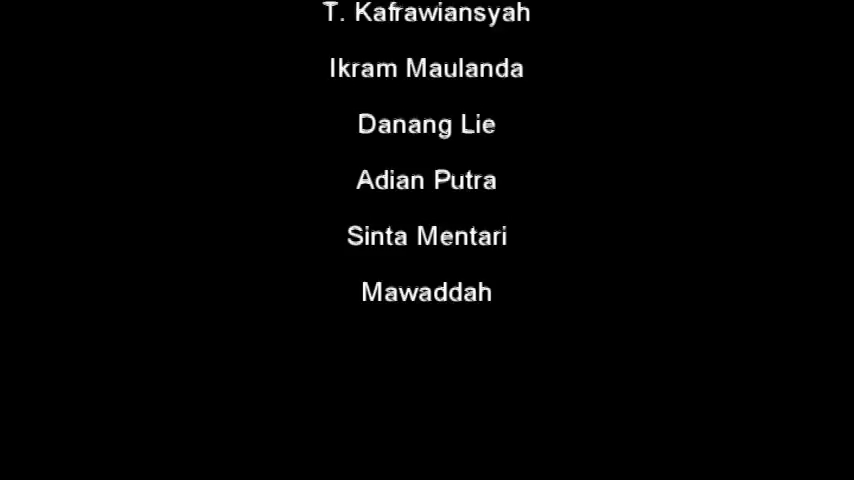 T. Kafrawiansyah
Ikram Maulanda
Danang Lie
Adian Putra
Sinta Mentari
Mawaddah